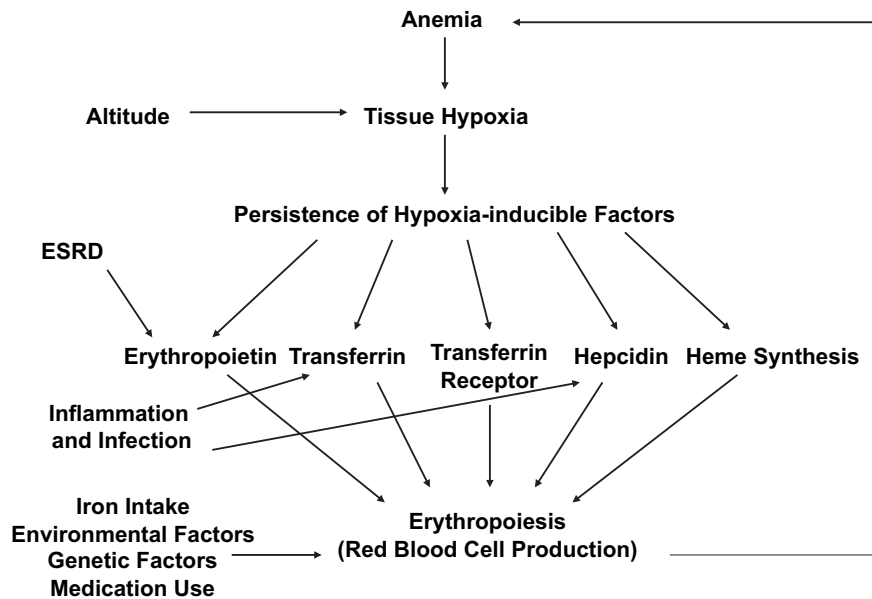 Anemia
Altitude
Tissue Hypoxia
Persistence of Hypoxia-inducible Factors
ESRD
Erythropoietin
Transferrin
Transferrin
Receptor
Hepcidin
Heme Synthesis
Inflammation
and Infection
Iron Intake
Environmental Factors
Genetic Factors
Medication Use
Erythropoiesis
(Red Blood Cell Production)